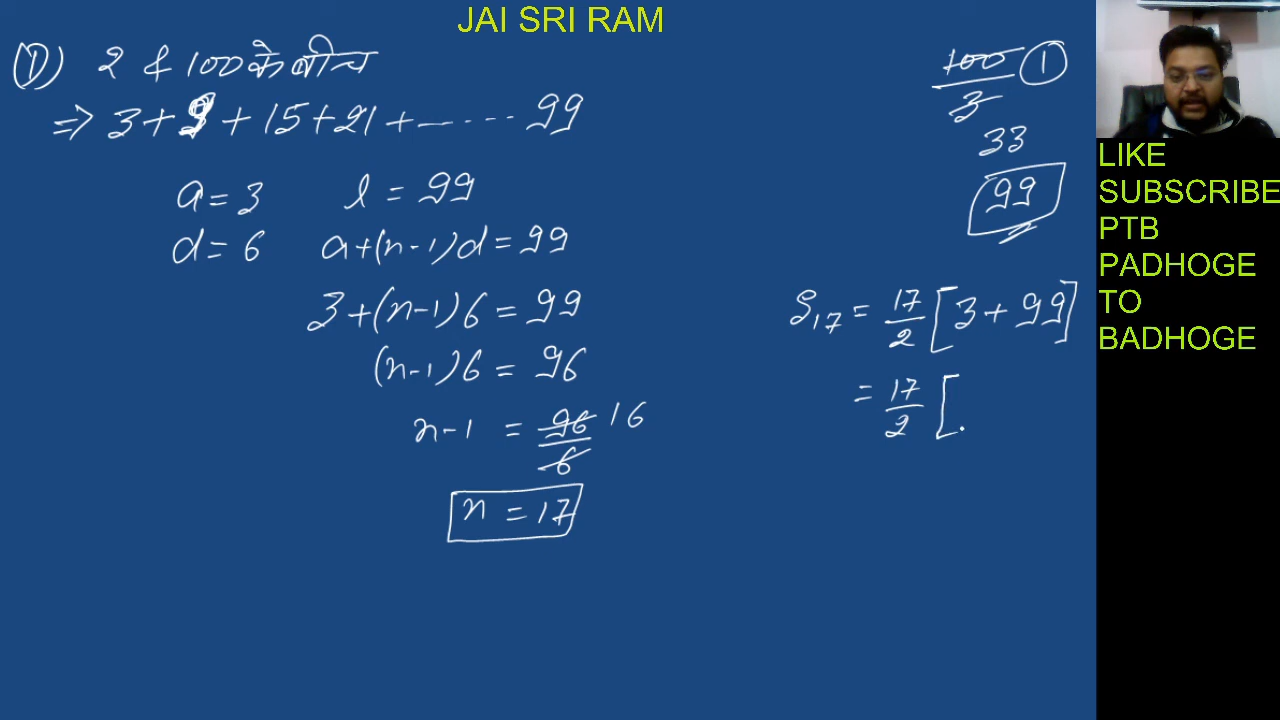 JAI SRI RAM
(1) 2 & 100 के बीच
⇒ 3 + 9 + 15 + 21 + ----... 99
a = 3 l = 99
d = 6 a + (n-1)d = 99
3 + (n-1)6 = 99
(n-1)6 = 96
n-1 = 96/6 16
n = 17
100/3 1
33
99
S₁₇ = 17/2 [3 + 99]
= 17/2 [
LIKE
SUBSCRIBE
PTB
PADHOGE
TO
BADHOGE